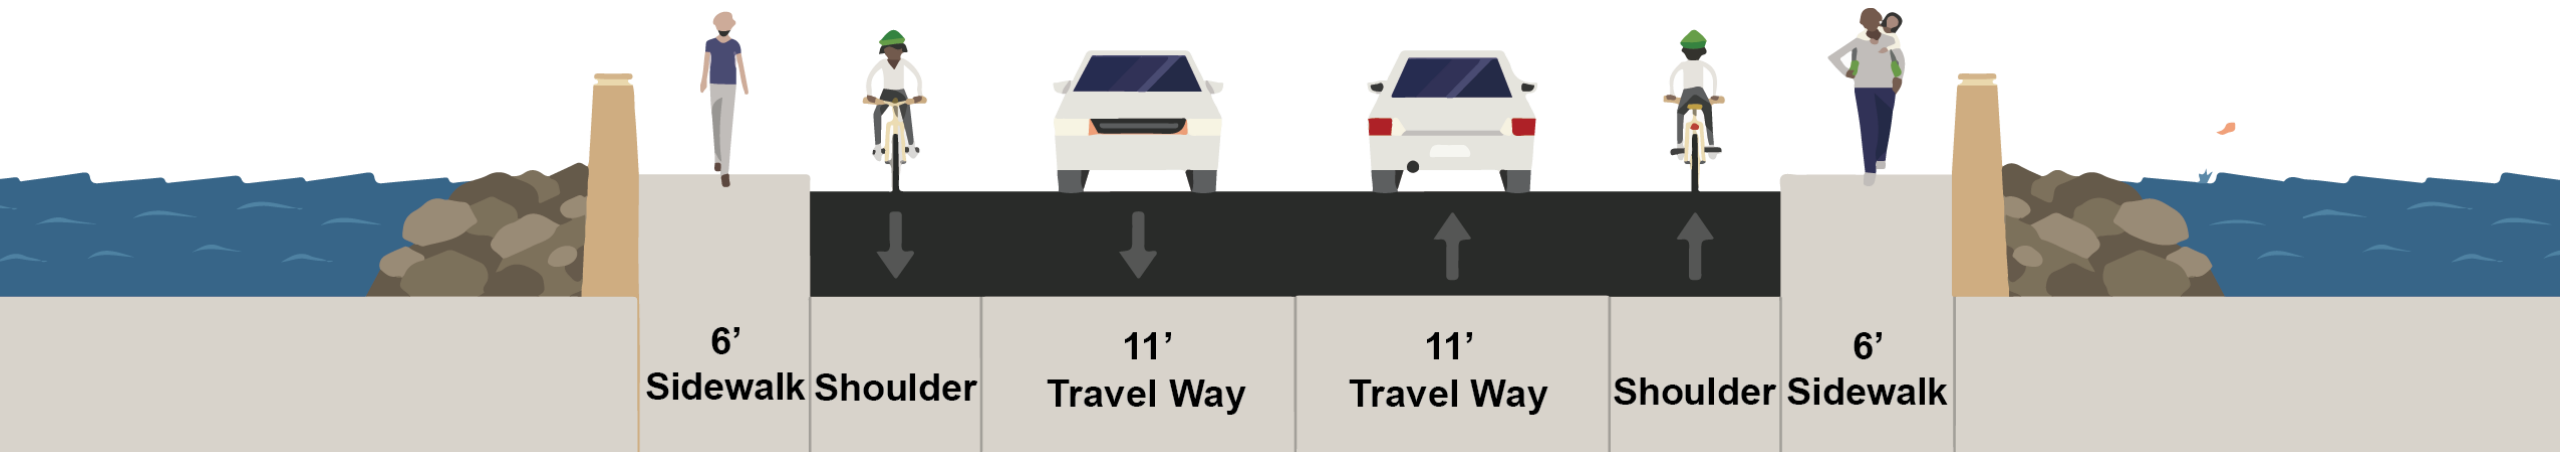 6’
Sidewalk
Shoulder
11’
Travel Way
11’
Travel Way
Shoulder
6’
Sidewalk